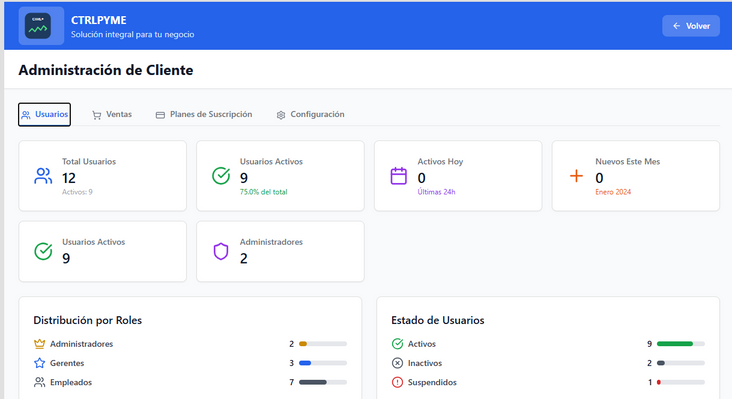 CTRLP
CTRLPYME
Solución integral para tu negocio
Volver
Administración de Cliente
Usuarios
Ventas
Planes de Suscripción
Configuración
Total Usuarios
12
Activos: 9
Usuarios Activos
9
75.0% del total
Activos Hoy
0
Últimas 24h
Nuevos Este Mes
0
Enero 2024
Usuarios Activos
9
Administradores
2
Distribución por Roles
Administradores 2
Gerentes 3
Empleados 7
Estado de Usuarios
Activos 9
Inactivos 2
Suspendidos 1